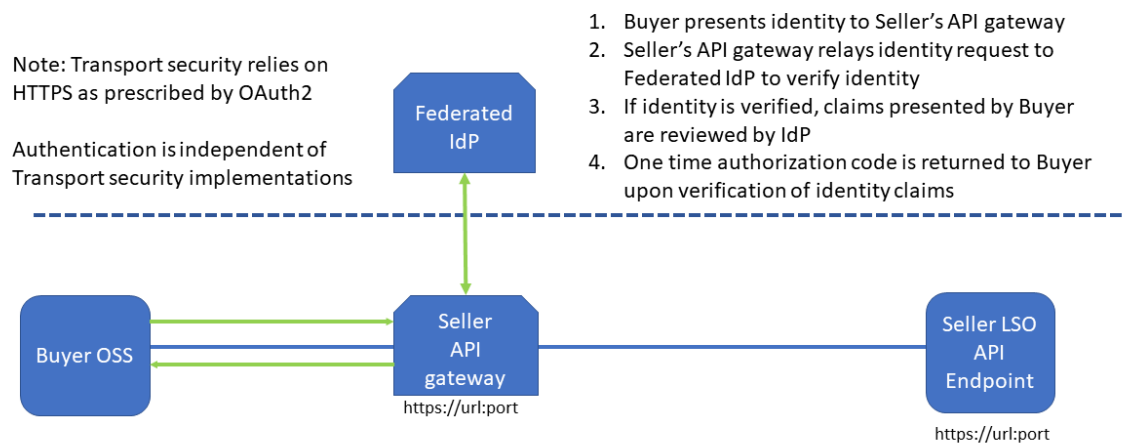 Note: Transport security relies on
HTTPS as prescribed by OAuth2
Authentication is independent of
Transport security implementations
Federated
IdP
1. Buyer presents identity to Seller's API gateway
2. Seller's API gateway relays identity request to
Federated IdP to verify identity
3. If identity is verified, claims presented by Buyer
are reviewed by IdP
4. One time authorization code is returned to Buyer
upon verification of identity claims
Buyer OSS
Seller
API
gateway
https://url:port
Seller LSO
API
Endpoint
https://url:port